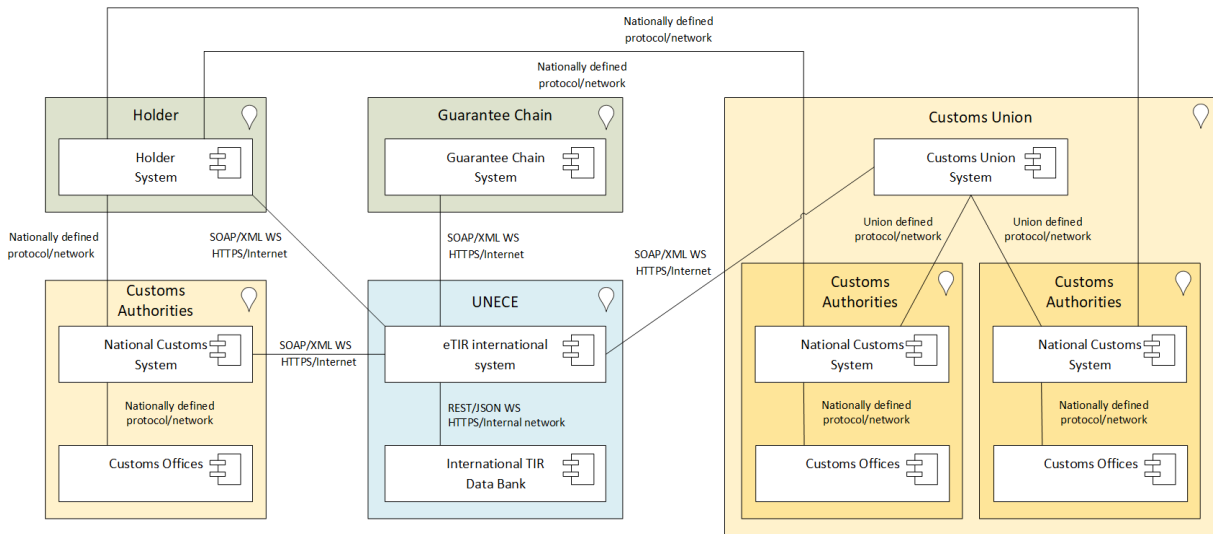 Nationally defined
protocol/network
Nationally defined
protocol/network
Holder
Holder
System
Guarantee Chain
Guarantee Chain
System
Customs Union
Customs Union
System
Nationally defined
protocol/network
SOAP/XML WS
HTTPS/Internet
SOAP/XML WS
HTTPS/Internet
SOAP/XML WS
HTTPS/Internet
Union defined
protocol/network
Union defined
protocol/network
Customs
Authorities
National Customs
System
SOAP/XML WS
HTTPS/Internet
UNECE
eTIR international
system
Customs
Authorities
National Customs
System
Customs
Authorities
National Customs
System
Nationally defined
protocol/network
REST/JSON WS
HTTPS/Internal network
Nationally defined
protocol/network
Nationally defined
protocol/network
Customs Offices
International TIR
Data Bank
Customs Offices
Customs Offices